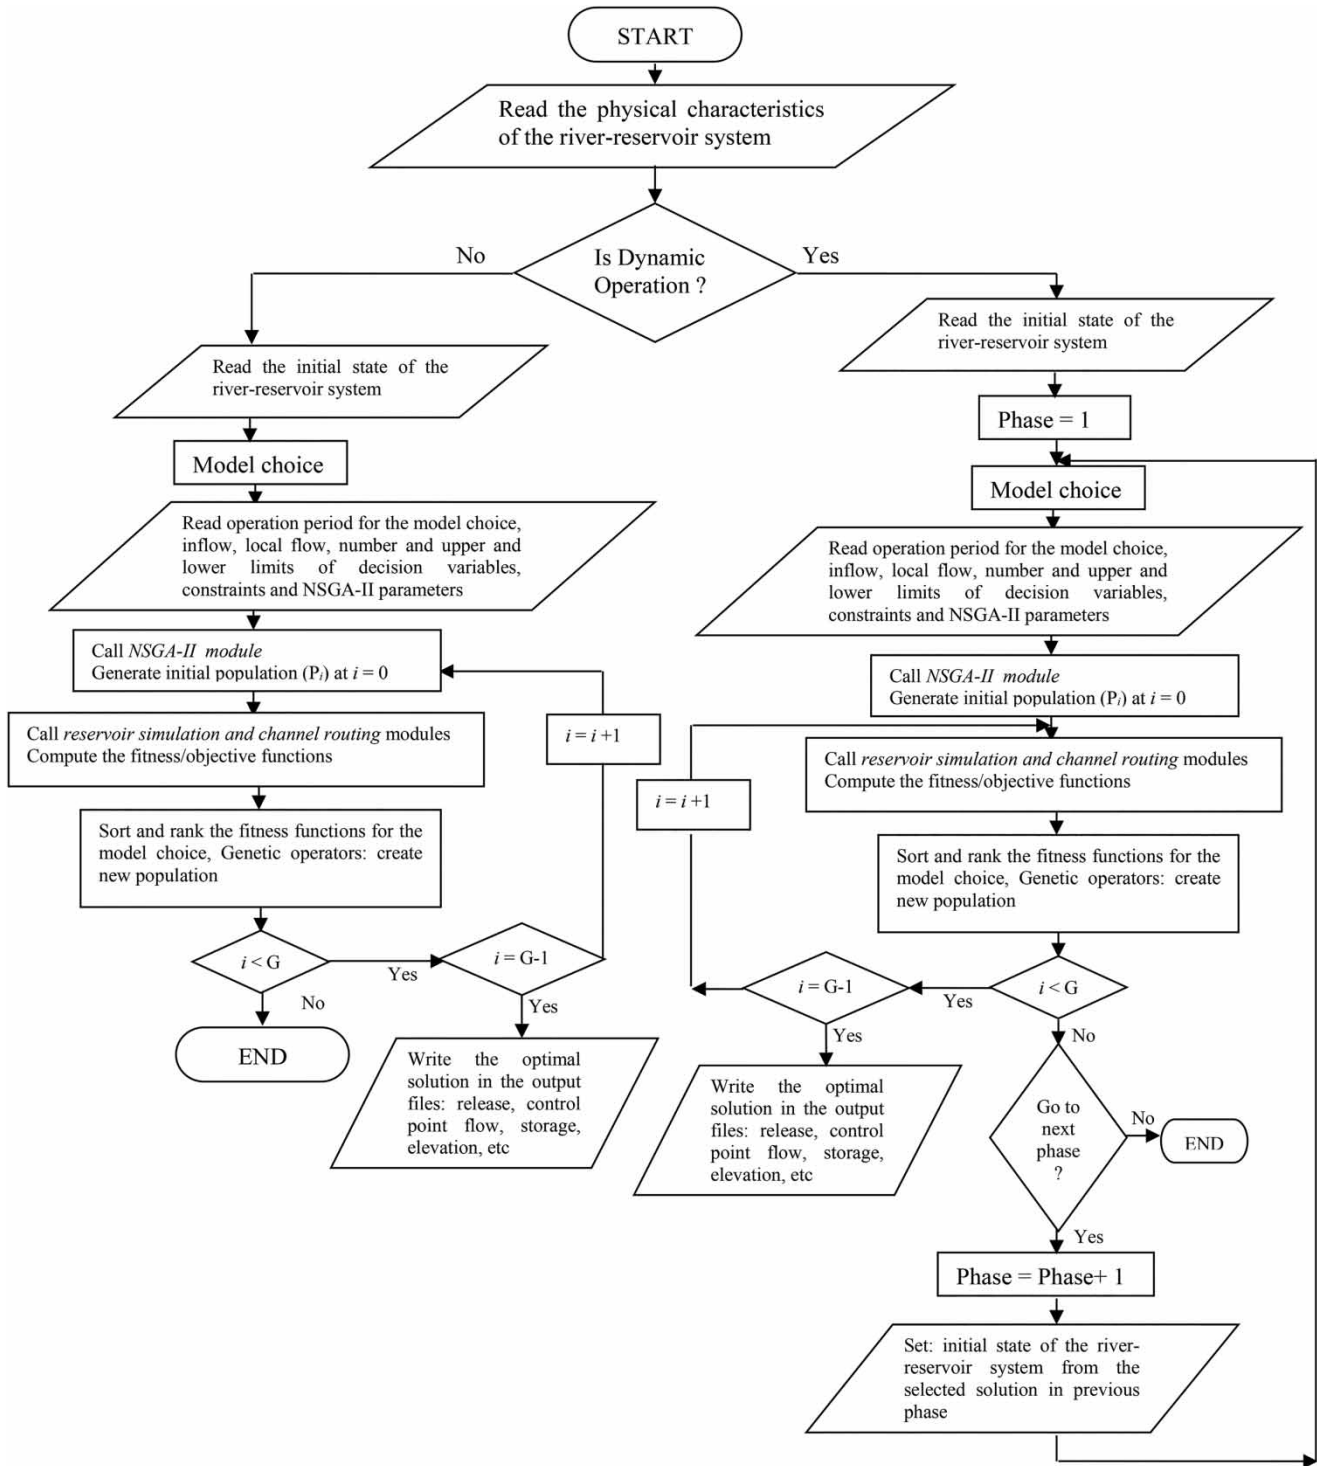 START
Read the physical characteristics
of the river-reservoir system
No
Is Dynamic
Operation ?
Yes
Read the initial state of the
river-reservoir system
Model choice
Read operation period for the model choice,
inflow, local flow, number and upper and
lower limits of decision variables,
constraints and NSGA-II parameters
Call NSGA-II module
Generate initial population (Pi) at i = 0
Call reservoir simulation and channel routing modules
Compute the fitness/objective functions
i = i +1
Sort and rank the fitness functions for the
model choice, Genetic operators: create
new population
i < G
Yes
i = G-1
No
Yes
END
Write the optimal
solution in the output
files: release, control
point flow, storage,
elevation, etc
Read the initial state of the
river-reservoir system
Phase = 1
Model choice
Read operation period for the model choice,
inflow, local flow, number and upper and
lower limits of decision variables,
constraints and NSGA-II parameters
Call NSGA-II module
Generate initial population (Pi) at i = 0
Call reservoir simulation and channel routing modules
Compute the fitness/objective functions
i = i +1
Sort and rank the fitness functions for the
model choice, Genetic operators: create
new population
i = G-1
Yes
i < G
Yes
No
Write the optimal
solution in the output
files: release, control
point flow, storage,
elevation, etc
Go to
next
phase
?
No
END
Yes
Phase = Phase+ 1
Set: initial state of the river-
reservoir system from the
selected solution in previous
phase